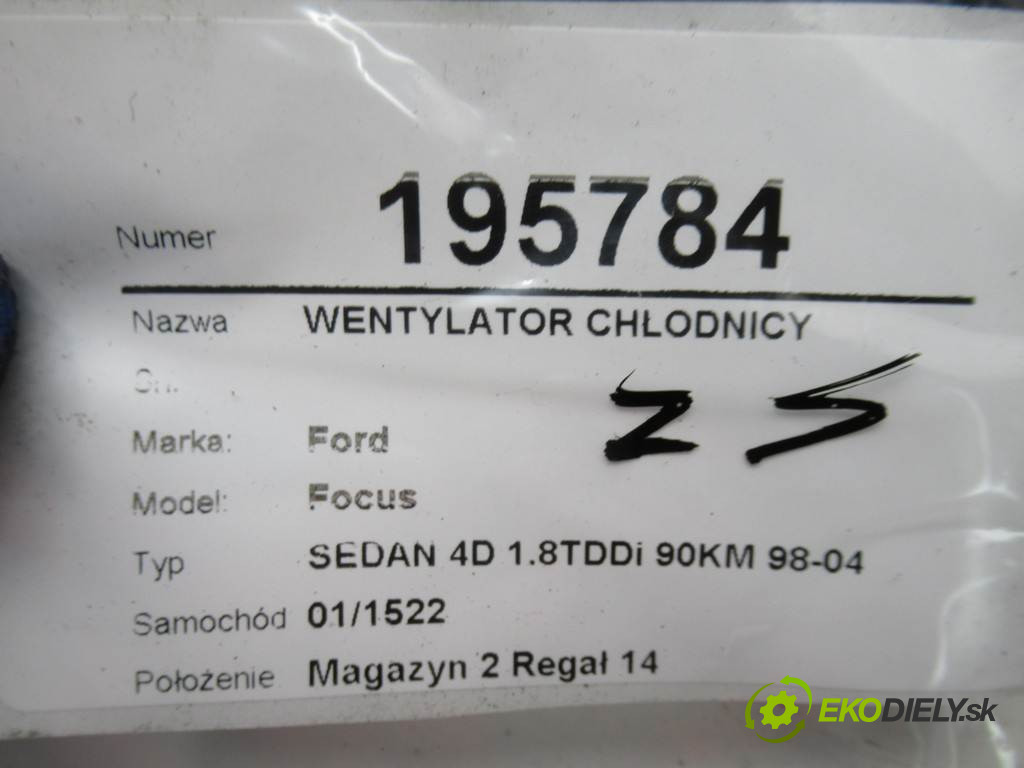 Numer 195784
Nazwa WENTYLATOR CHŁODNICY
Marka: Ford
Model: Focus
Typ SEDAN 4D 1.8TDDi 90KM 98-04
Samochód 01/1522
Położenie Magazyn 2 Regał 14
EKODIELY.sk